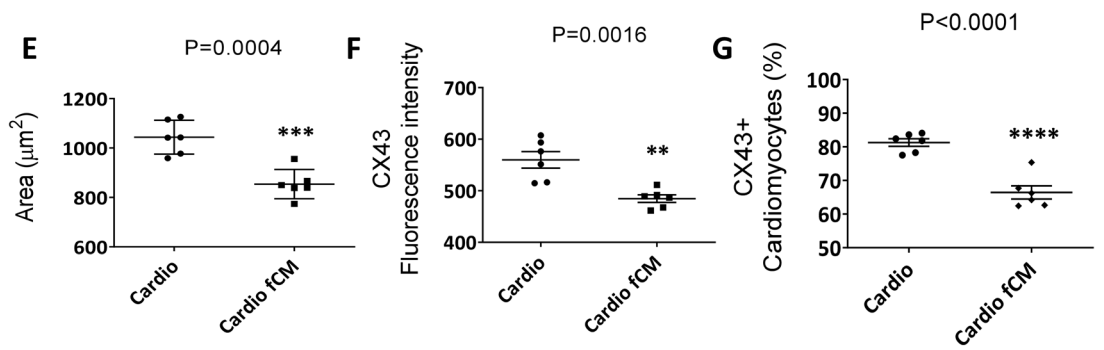 E
P=0.0004
Area (μm²)
1200
1000
800
600
***
Cardio
Cardio fCM
F
P=0.0016
CX43
Fluorescence intensity
700
600
500
400
**
Cardio
Cardio fCM
G
P<0.0001
CX43+
Cardiomyocytes (%)
100
90
80
70
60
50
****
Cardio
Cardio fCM